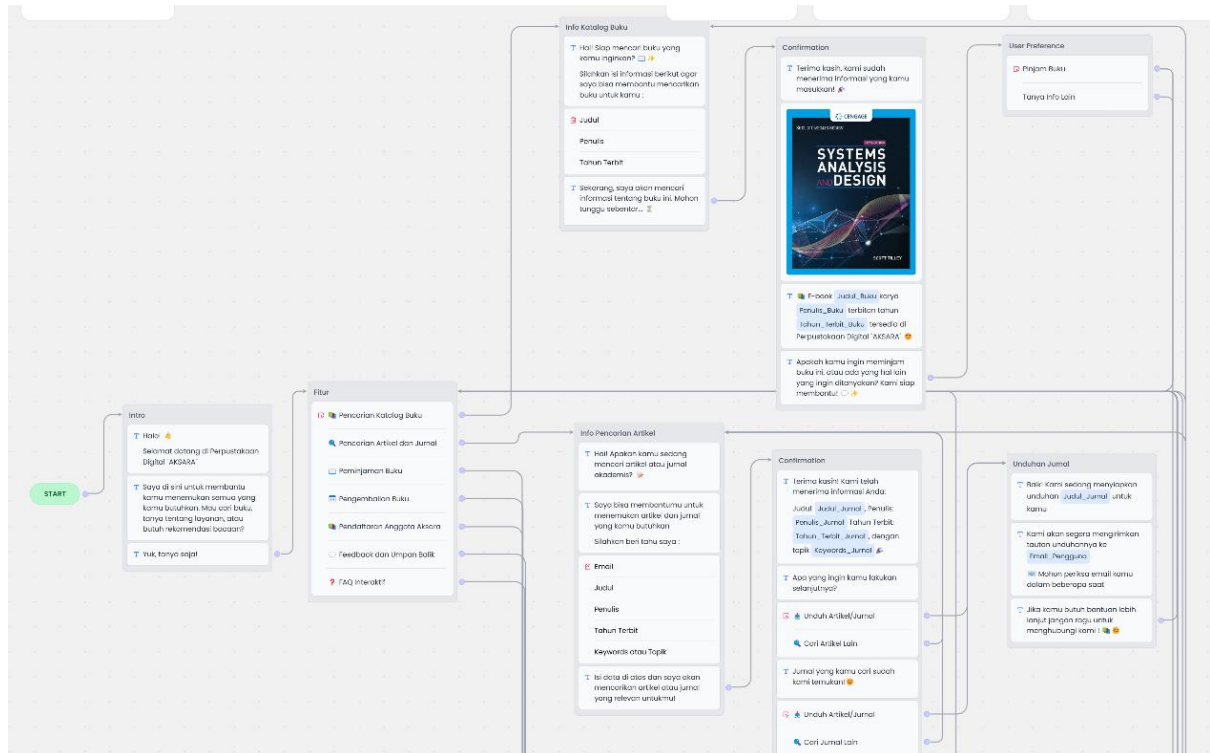 START
Intro
Halo! 👋
Selamat datang di Perpustakaan
Digital 'AKSARA'
Saya di sini untuk membantu
kamu menemukan semua yang
kamu butuhkan. Mau cari buku,
tanya tentang layanan, atau
butuh rekomendasi bacaan?
Yuk, tanya saja!
Fitur
Pencarian Katalog Buku
Pencarian Artikel dan Jurnal
Peminjaman Buku
Pengembalian Buku
Pendaftaran Anggota Aksara
Feedback dan Umpan Balik
❓ FAQ Interaktif
Info Katalog Buku
Hai! Siap mencari buku yang
kamu inginkan? 📖 ✨
Silahkan isi informasi berikut agar
saya bisa membantu mencarikan
buku untuk kamu :
Judul
Penulis
Tahun Terbit
Sekarang, saya akan mencari
informasi tentang buku ini. Mohon
tunggu sebentar... ⏳
Confirmation
Terima kasih, kami sudah
menerima informasi yang kamu
masukkan! 🎉
CENGAGE
SYSTEMS
ANALYSIS
AND DESIGN
SCOTT TILLEY
E-book Judul_Buku karya
Penulis_Buku terbitan tahun
Tahun_Terbit_Buku tersedia di
Perpustakaan Digital 'AKSARA' 😊
Apakah kamu ingin meminjam
buku ini, atau ada yang hal lain
yang ingin ditanyakan? Kami siap
membantu! 💬✨
User Preference
Pinjam Buku
Tanya Info Lain
Info Pencarian Artikel
Hai! Apakah kamu sedang
mencari artikel atau jurnal
akademis?
Saya bisa membantumu untuk
menemukan artikel dan jurnal
yang kamu butuhkan
Silahkan beri tahu saya :
Email
Judul
Penulis
Tahun Terbit
Keywords atau Topik
Isi data di atas dan saya akan
mencarikan artikel atau jurnal
yang relevan untukmu!
Confirmation
Terima kasih! Kami telah
menerima informasi Anda:
Judul Judul_Jurnal, Penulis:
Penulis_Jurnal Tahun Terbit:
Tahun_Terbit_Jurnal, dengan
topik Keywords_Jurnal 🎉
Apa yang ingin kamu lakukan
selanjutnya?
Unduh Artikel/Jurnal
Cari Artikel Lain
Jurnal yang kamu cari sudah
kami temukan! 😊
Unduh Artikel/Jurnal
Cari Jurnal Lain
Unduhan Jurnal
Baik! Kami sedang menyiapkan
unduhan Judul_Jurnal untuk
kamu
Kami akan segera mengirimkan
tautan unduhannya ke
Email_Pengguna
📧 Mohon periksa email kamu
dalam beberapa saat
Jika kamu butuh bantuan lebih
lanjut jangan ragu untuk
menghubungi kami ! 📚 😊